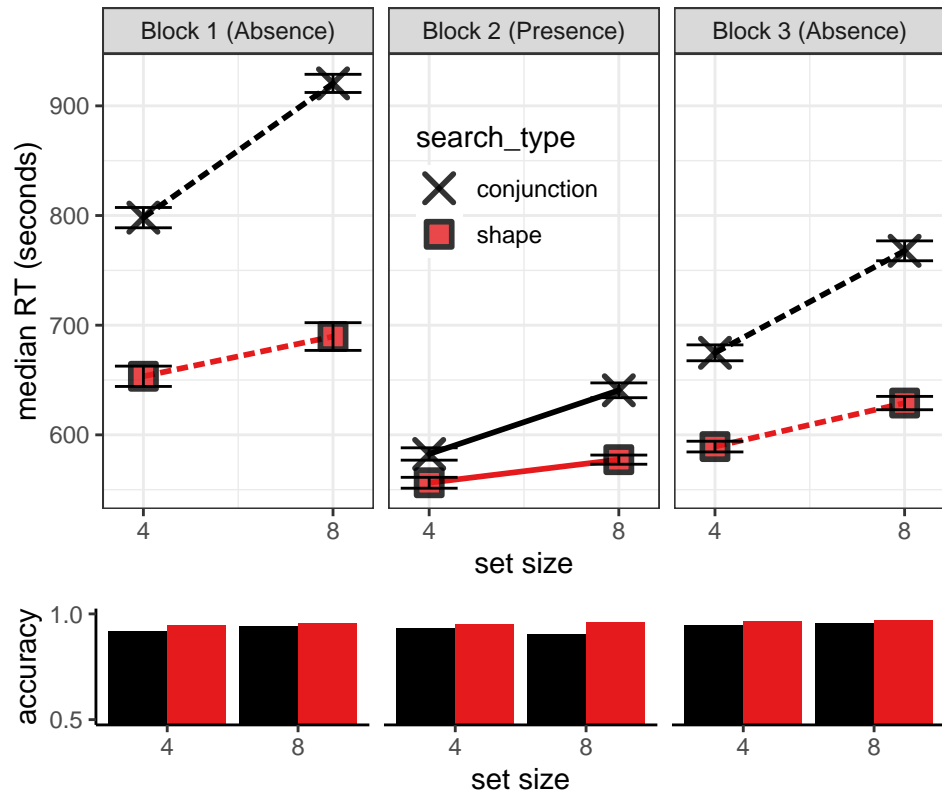 Block 1 (Absence)
Block 2 (Presence)
Block 3 (Absence)
median RT (seconds)
900
800
700
600
search_type
conjunction
shape
4
8
4
8
4
8
set size
accuracy
1.0
0.5
4
8
4
8
4
8
set size